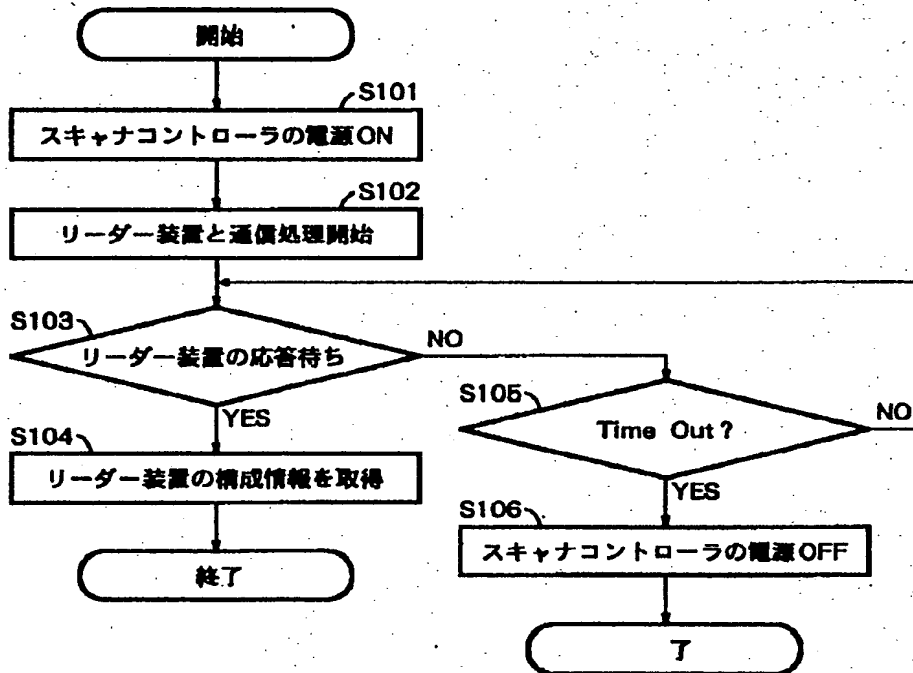 開始
S101
スキャナコントローラの電源ON
S102
リーダー装置と通信処理開始
S103
リーダー装置の応答待ち
NO
YES
S104
リーダー装置の構成情報を取得
終了
S105
Time Out?
NO
YES
S106
スキャナコントローラの電源OFF
了